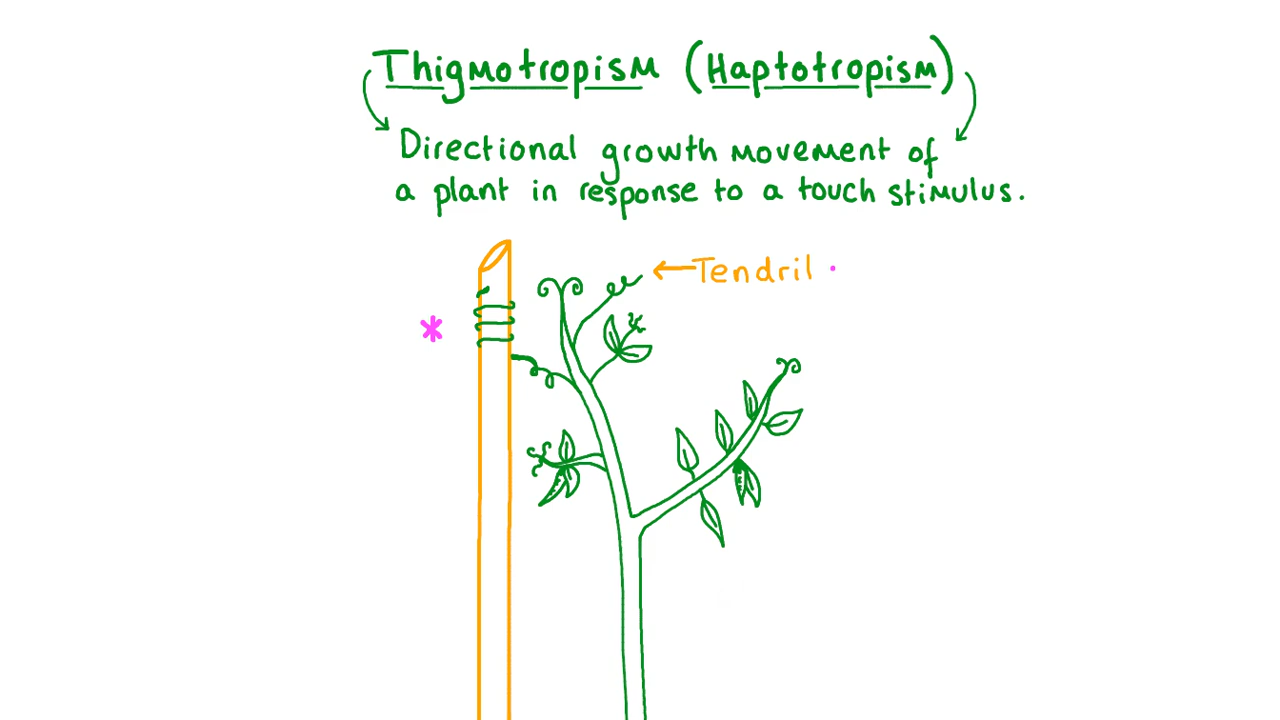 Thigmotropism (Haptotropism)
Directional growth movement of
a plant in response to a touch stimulus.
*
←Tendril